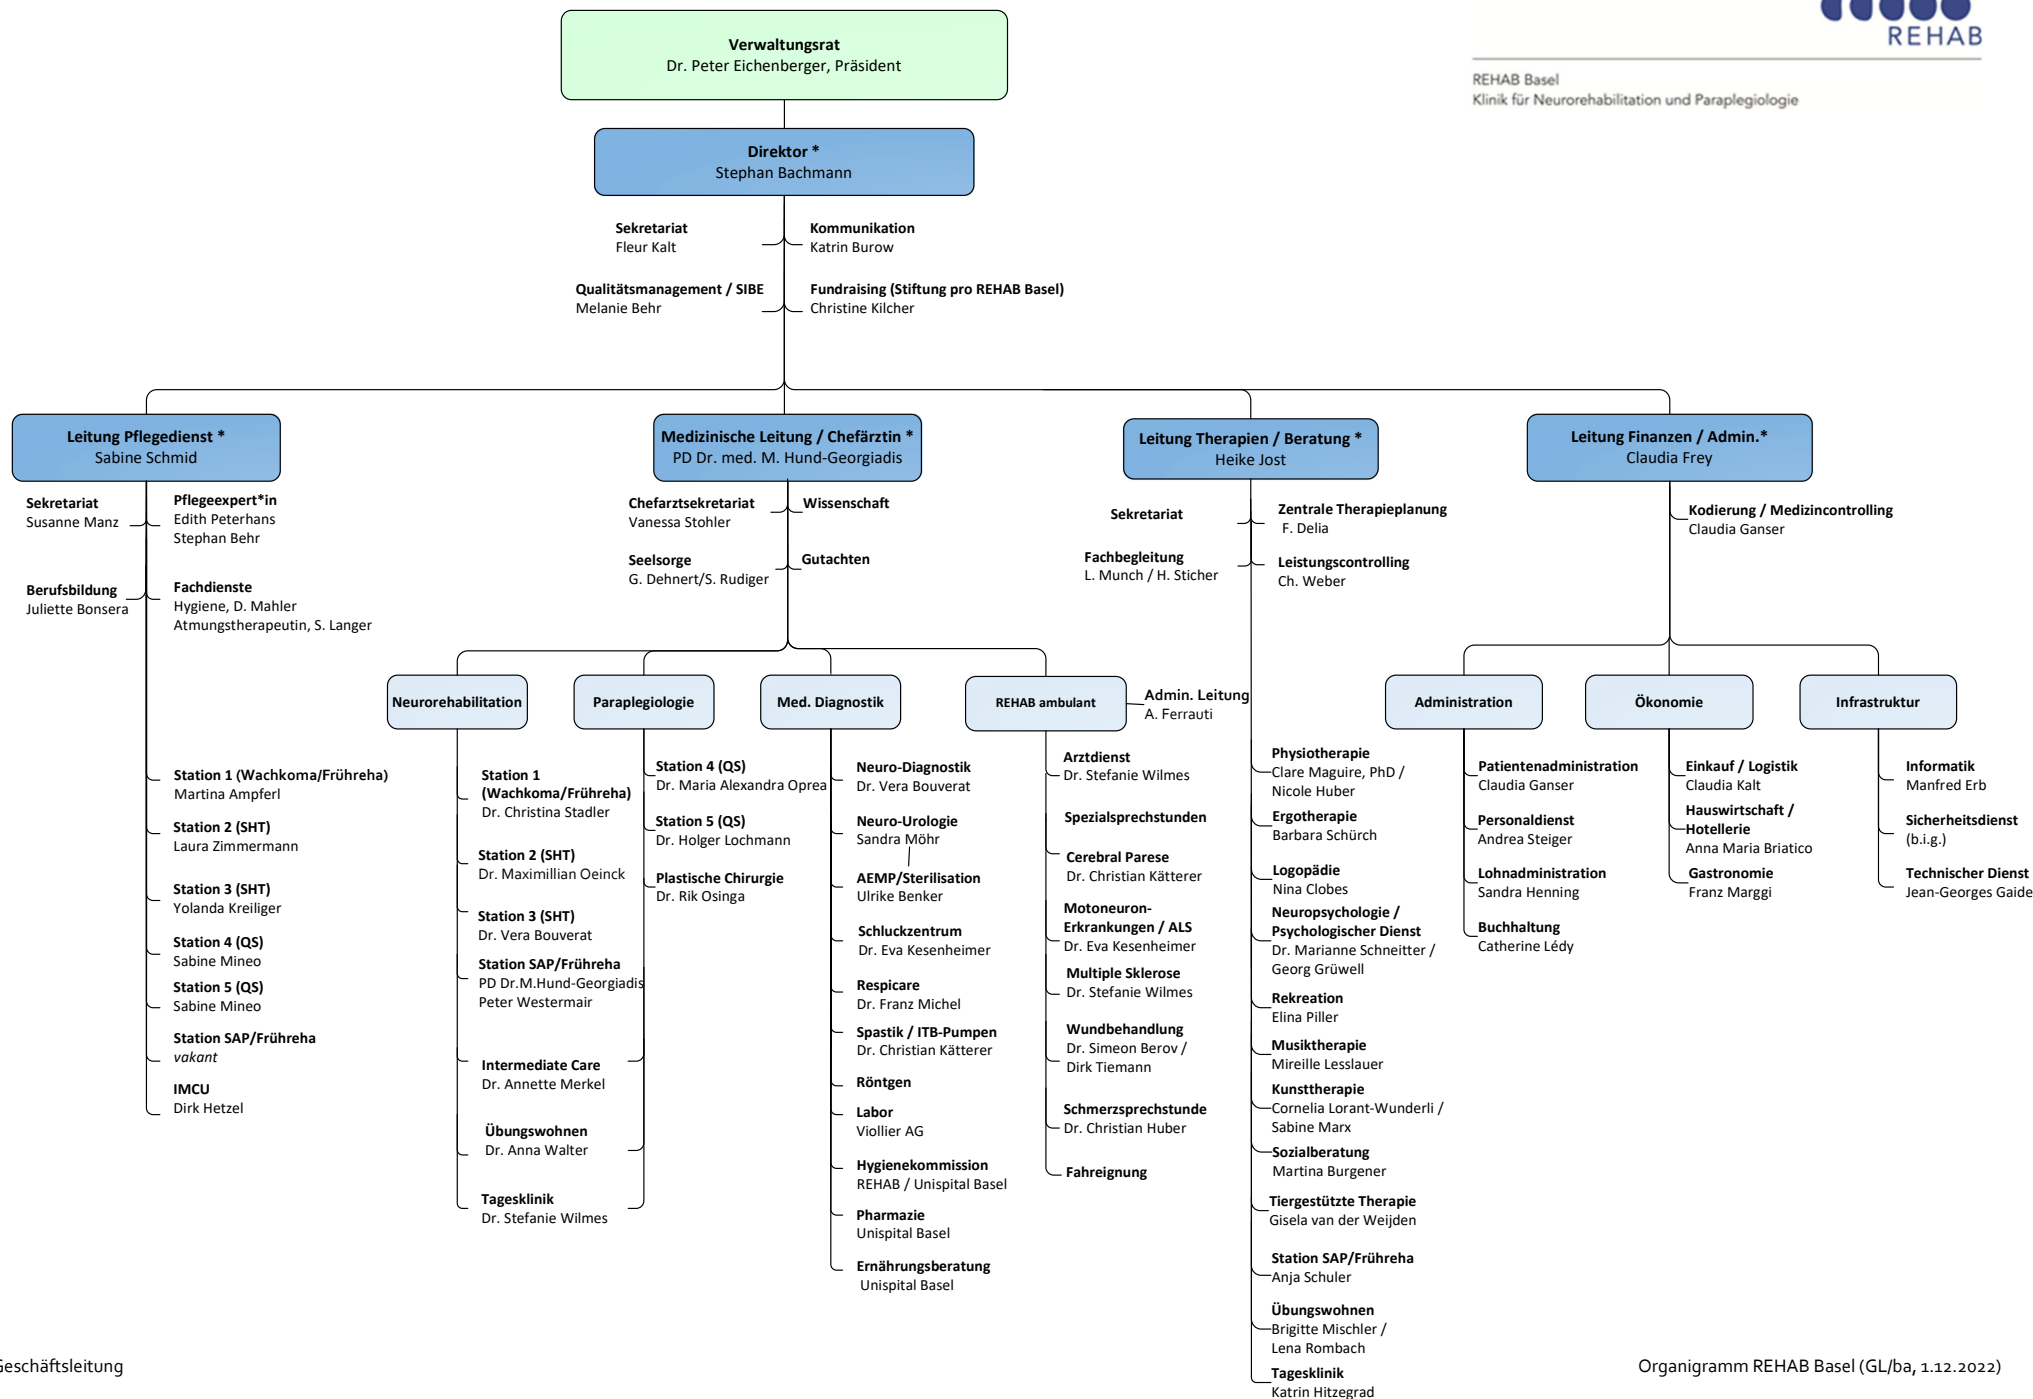 Verwaltungsrat
Dr. Peter Eichenberger, Präsident
REHAB
REHAB Basel
Klinik für Neurorehabilitation und Paraplegiologie
Direktor *
Stephan Bachmann
Sekretariat
Fleur Kalt
Kommunikation
Katrin Burow
Qualitätsmanagement / SIBE
Melanie Behr
Fundraising (Stiftung pro REHAB Basel)
Christine Kilcher
Leitung Pflegedienst *
Sabine Schmid
Sekretariat
Susanne Manz
Pflegeexpert*in
Edith Peterhans
Stephan Behr
Berufsbildung
Juliette Bonsera
Fachdienste
Hygiene, D. Mahler
Atmungstherapeutin, S. Langer
Station 1 (Wachkoma/Frühreha)
Martina Ampferl
Station 2 (SHT)
Laura Zimmermann
Station 3 (SHT)
Yolanda Kreiliger
Station 4 (QS)
Sabine Mineo
Station 5 (QS)
Sabine Mineo
Station SAP/Frühreha
vakant
IMCU
Dirk Hetzel
Medizinische Leitung / Chefärztin *
PD Dr. med. M. Hund-Georgiadis
Chefarztsekretariat
Vanessa Stohler
Wissenschaft
Seelsorge
G. Dehnert/S. Rudiger
Gutachten
Neurorehabilitation
Station 1
(Wachkoma/Frühreha)
Dr. Christina Stadler
Station 2 (SHT)
Dr. Maximillian Oeinck
Station 3 (SHT)
Dr. Vera Bouverat
Station SAP/Frühreha
PD Dr.M.Hund-Georgiadis
Peter Westermair
Intermediate Care
Dr. Annette Merkel
Übungswohnen
Dr. Anna Walter
Tagesklinik
Dr. Stefanie Wilmes
Paraplegiologie
Station 4 (QS)
Dr. Maria Alexandra Oprea
Station 5 (QS)
Dr. Holger Lochmann
Plastische Chirurgie
Dr. Rik Osinga
Med. Diagnostik
Neuro-Diagnostik
Dr. Vera Bouverat
Neuro-Urologie
Sandra Möhr
AEMP/Sterilisation
Ulrike Benker
Schluckzentrum
Dr. Eva Kesenheimer
Respicare
Dr. Franz Michel
Spastik / ITB-Pumpen
Dr. Christian Kätterer
Röntgen
Labor
Viollier AG
Hygienekommission
REHAB / Unispital Basel
Pharmazie
Unispital Basel
Ernährungsberatung
Unispital Basel
REHAB ambulant
Admin. Leitung
A. Ferrauti
Arztdienst
Dr. Stefanie Wilmes
Spezialsprechstunden
Cerebral Parese
Dr. Christian Kätterer
Motoneuron-
Erkrankungen / ALS
Dr. Eva Kesenheimer
Multiple Sklerose
Dr. Stefanie Wilmes
Wundbehandlung
Dr. Simeon Berov /
Dirk Tiemann
Schmerzsprechstunde
Dr. Christian Huber
Fahreignung
Leitung Therapien / Beratung *
Heike Jost
Sekretariat
Zentrale Therapieplanung
F. Delia
Fachbegleitung
L. Munch / H. Sticher
Leistungscontrolling
Ch. Weber
Physiotherapie
Clare Maguire, PhD /
Nicole Huber
Ergotherapie
Barbara Schürch
Logopädie
Nina Clobes
Neuropsychologie /
Psychologischer Dienst
Dr. Marianne Schneitter /
Georg Grüwell
Rekreation
Elina Piller
Musiktherapie
Mireille Lesslauer
Kunsttherapie
Cornelia Lorant-Wunderli /
Sabine Marx
Sozialberatung
Martina Burgener
Tiergestützte Therapie
Gisela van der Weijden
Station SAP/Frühreha
Anja Schuler
Übungswohnen
Brigitte Mischler /
Lena Rombach
Tagesklinik
Katrin Hitzegrad
Leitung Finanzen / Admin.*
Claudia Frey
Kodierung / Medizincontrolling
Claudia Ganser
Administration
Patientenadministration
Claudia Ganser
Personaldienst
Andrea Steiger
Lohnadministration
Sandra Henning
Buchhaltung
Catherine Lédy
Ökonomie
Einkauf / Logistik
Claudia Kalt
Hauswirtschaft /
Hotellerie
Anna Maria Briatico
Gastronomie
Franz Marggi
Infrastruktur
Informatik
Manfred Erb
Sicherheitsdienst
(b.i.g.)
Technischer Dienst
Jean-Georges Gaide
Geschäftsleitung
Organigramm REHAB Basel (GL/ba, 1.12.2022)